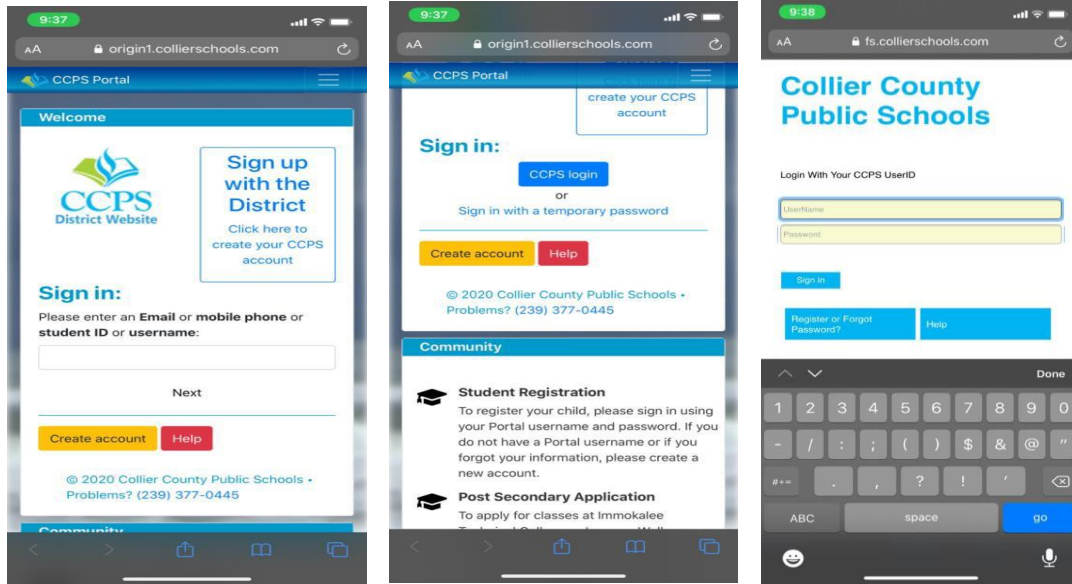 9:37
AA origin1.collierschools.com
CCPS Portal
Welcome
CCPS
District Website
Sign up
with the
District
Click here to
create your CCPS
account
Sign in:
Please enter an Email or mobile phone or
student ID or username:
Next
Create account Help
© 2020 Collier County Public Schools •
Problems? (239) 377-0445
Community
9:37
AA origin1.collierschools.com
CCPS Portal
create your CCPS
account
Sign in:
CCPS login
or
Sign in with a temporary password
Create account Help
© 2020 Collier County Public Schools •
Problems? (239) 377-0445
Community
Student Registration
To register your child, please sign in using
your Portal username and password. If you
do not have a Portal username or if you
forgot your information, please create a
new account.
Post Secondary Application
To apply for classes at Immokalee
9:38
AA fs.collierschools.com
Collier County
Public Schools
Login With Your CCPS UserID
UserName
Password
Sign In
Register or Forgot
Password?
Help
Done
1 2 3 4 5 6 7 8 9 0
- / : ; ( ) $ & @ "
#+= . , ? ! '
ABC space go